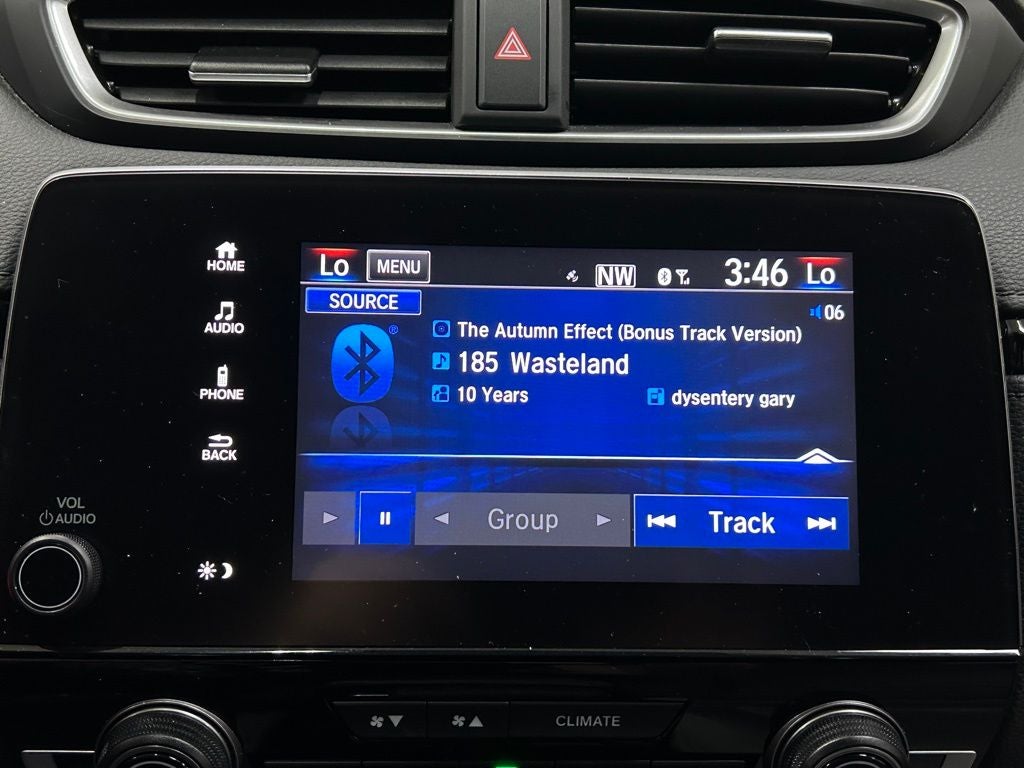 HOME
AUDIO
PHONE
BACK
VOL
AUDIO
Lo MENU NW 3:46 Lo
SOURCE 06
®
The Autumn Effect (Bonus Track Version)
185 Wasteland
10 Years dysentery gary
Group Track
CLIMATE